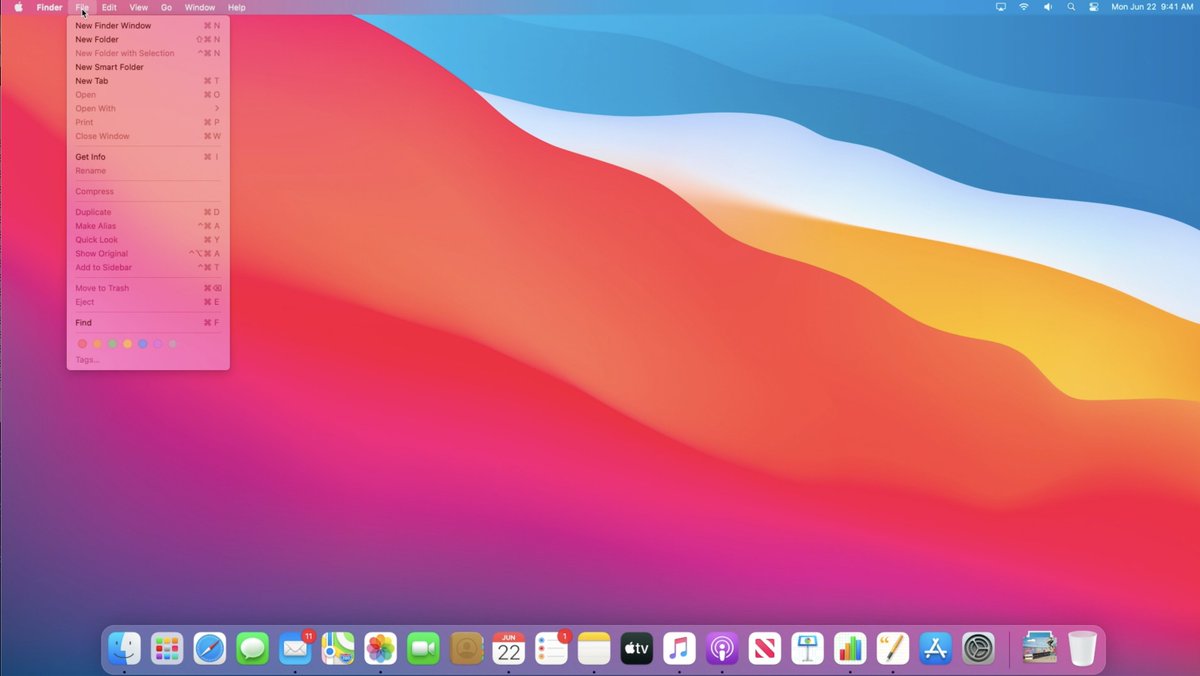 Finder File Edit View Go Window Help Mon Jun 22 9:41 AM
New Finder Window ⌘ N
New Folder ⇧⌘ N
New Folder with Selection ^⌘ N
New Smart Folder
New Tab ⌘ T
Open ⌘ O
Open With >
Print ⌘ P
Close Window ⌘ W
Get Info ⌘ I
Rename
Compress
Duplicate ⌘ D
Make Alias ^⌘ A
Quick Look ⌘ Y
Show Original ^⌥⌘ A
Add to Sidebar ^⌘ T
Move to Trash ⌘⌫
Eject ⌘ E
Find ⌘ F
Tags...
11
JUN
22
1
tv